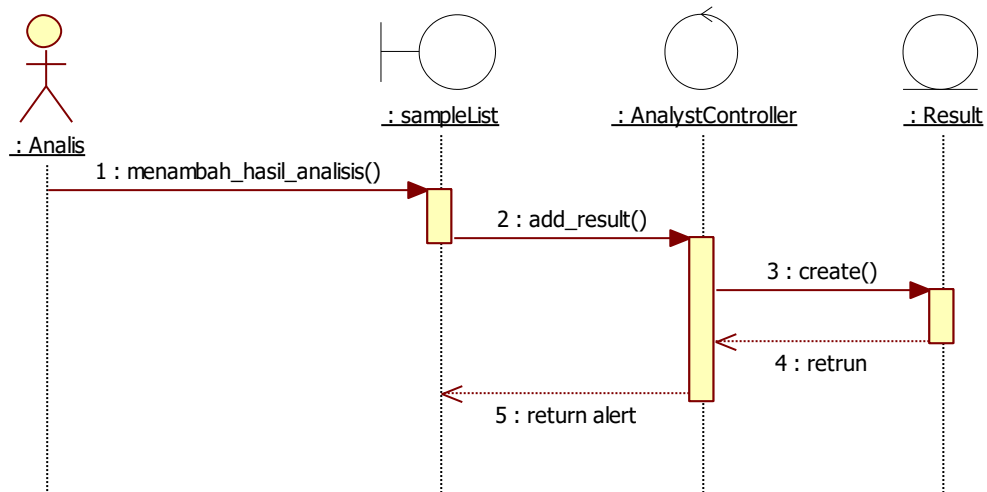 : sampleList
: AnalystController
: Result
: Analis
1 : menambah_hasil_analisis()
2 : add_result()
3 : create()
4 : retrun
5 : return alert